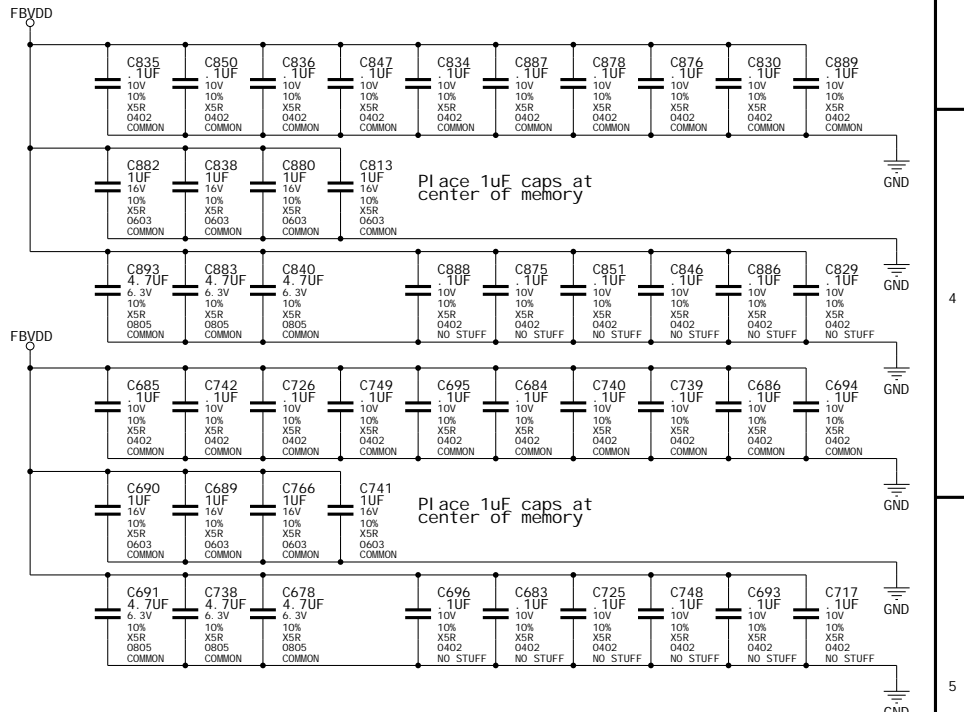 FBVDD
C835 C850 C836 C847 C834 C887 C878 C876 C830 C889
.1UF .1UF .1UF .1UF .1UF .1UF .1UF .1UF .1UF .1UF
10V 10V 10V 10V 10V 10V 10V 10V 10V 10V
10% 10% 10% 10% 10% 10% 10% 10% 10% 10%
X5R X5R X5R X5R X5R X5R X5R X5R X5R X5R
0402 0402 0402 0402 0402 0402 0402 0402 0402 0402
COMMON COMMON COMMON COMMON COMMON COMMON COMMON COMMON COMMON COMMON
GND
C882 C838 C880 C813
1UF 1UF 1UF 1UF
16V 16V 16V 16V
10% 10% 10% 10%
X5R X5R X5R X5R
0603 0603 0603 0603
COMMON COMMON COMMON COMMON
Place 1uF caps at
center of memory
GND
C893 C883 C840 C888 C875 C851 C846 C886 C829
4.7UF 4.7UF 4.7UF .1UF .1UF .1UF .1UF .1UF .1UF
6.3V 6.3V 6.3V 10V 10V 10V 10V 10V 10V
10% 10% 10% 10% 10% 10% 10% 10% 10%
X5R X5R X5R X5R X5R X5R X5R X5R X5R
0805 0805 0805 0402 0402 0402 0402 0402 0402
COMMON COMMON COMMON NO STUFF NO STUFF NO STUFF NO STUFF NO STUFF NO STUFF
4
GND
FBVDD
C685 C742 C726 C749 C695 C684 C740 C739 C686 C694
.1UF .1UF .1UF .1UF .1UF .1UF .1UF .1UF .1UF .1UF
10V 10V 10V 10V 10V 10V 10V 10V 10V 10V
10% 10% 10% 10% 10% 10% 10% 10% 10% 10%
X5R X5R X5R X5R X5R X5R X5R X5R X5R X5R
0402 0402 0402 0402 0402 0402 0402 0402 0402 0402
COMMON COMMON COMMON COMMON COMMON COMMON COMMON COMMON COMMON COMMON
GND
C690 C689 C766 C741
1UF 1UF 1UF 1UF
16V 16V 16V 16V
10% 10% 10% 10%
X5R X5R X5R X5R
0603 0603 0603 0603
COMMON COMMON COMMON COMMON
Place 1uF caps at
center of memory
GND
C691 C738 C678 C696 C683 C725 C748 C693 C717
4.7UF 4.7UF 4.7UF .1UF .1UF .1UF .1UF .1UF .1UF
6.3V 6.3V 6.3V 10V 10V 10V 10V 10V 10V
10% 10% 10% 10% 10% 10% 10% 10% 10%
X5R X5R X5R X5R X5R X5R X5R X5R X5R
0805 0805 0805 0402 0402 0402 0402 0402 0402
COMMON COMMON COMMON NO STUFF NO STUFF NO STUFF NO STUFF NO STUFF NO STUFF
5
GND